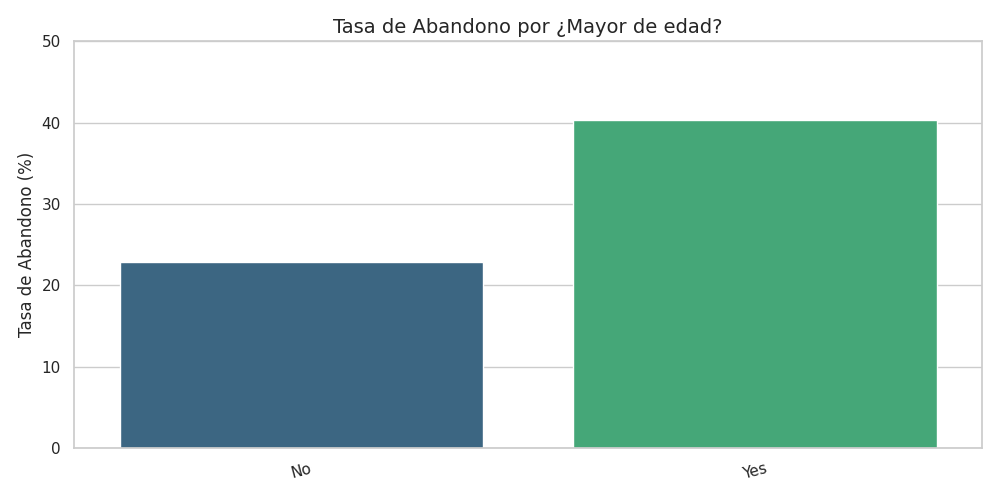 Tasa de Abandono por ¿Mayor de edad?
Tasa de Abandono (%)
50
40
30
20
10
0
No
Yes